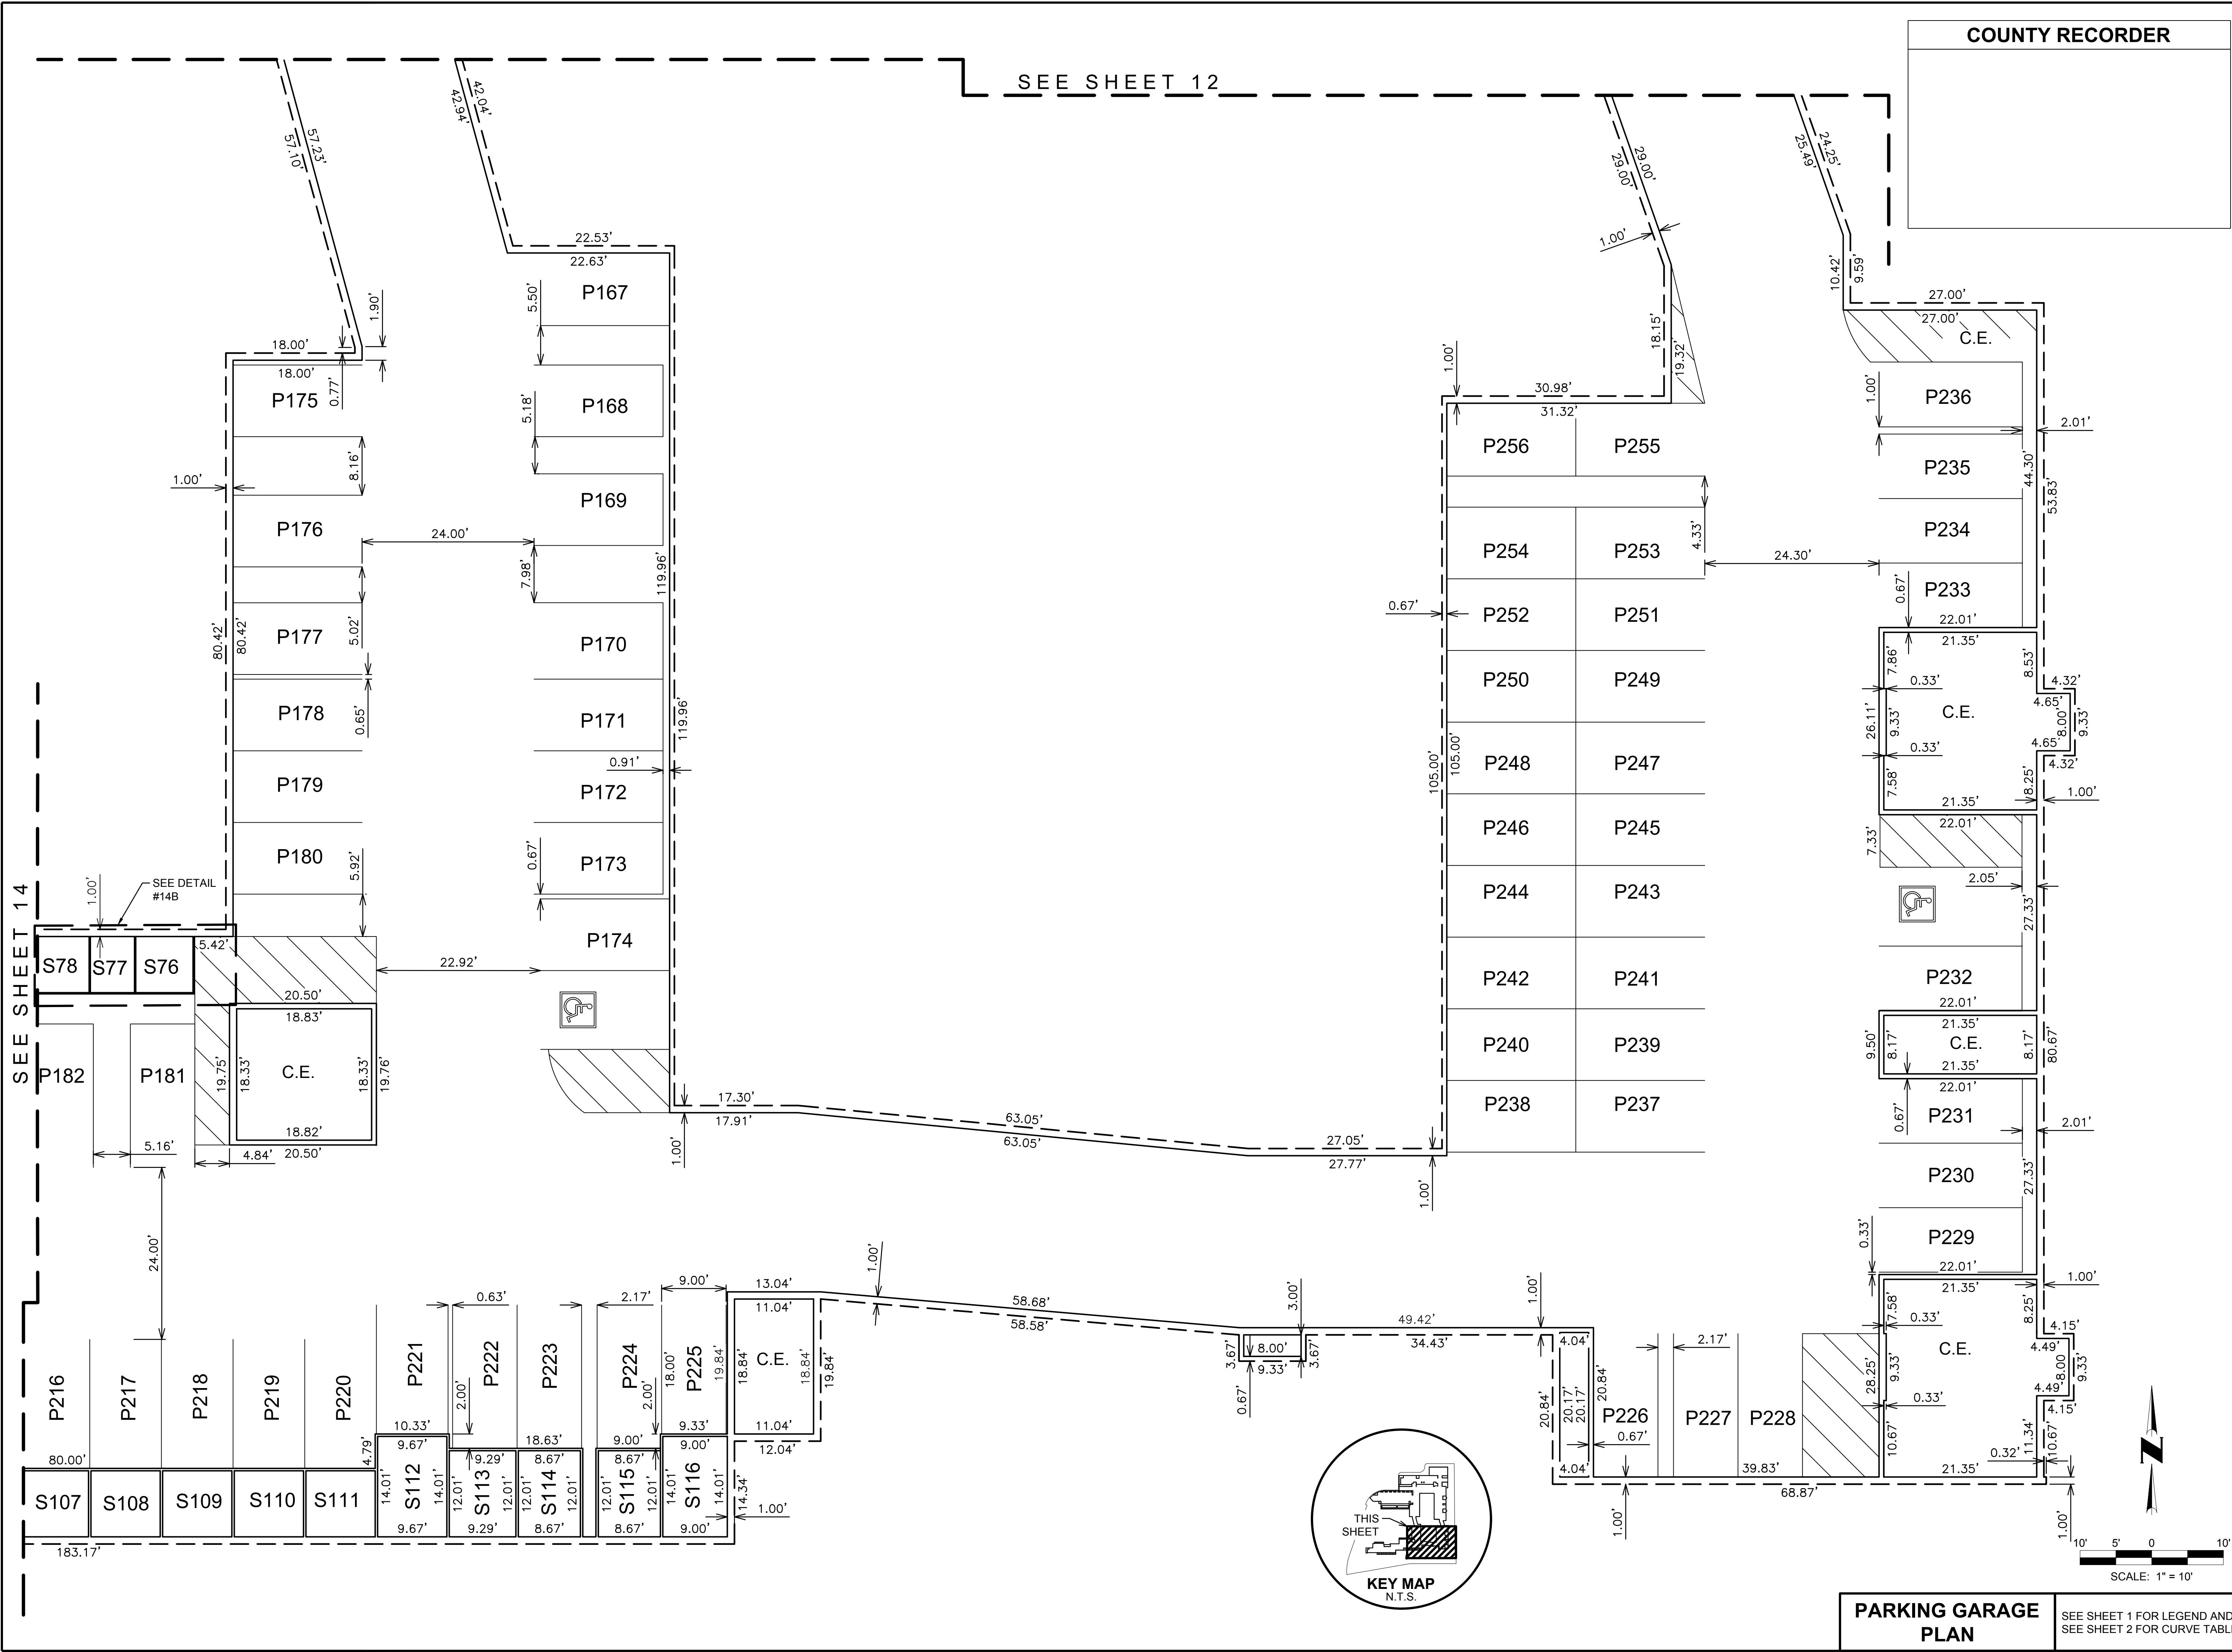 COUNTY RECORDER
SEE SHEET 12
57.23'
57.10'
42.04'
42.94'
29.00'
29.00'
24.25'
25.49'
1.00'
22.53'
22.63'
P167
5.50'
1.90'
18.00'
18.00'
0.77'
P175
5.18'
P168
8.16'
1.00'
P169
P176
24.00'
7.98'
119.96'
80.42'
80.42'
P177
5.02'
P170
P178
0.65'
P171
119.96'
0.91'
P179
P172
P180
5.92'
0.67'
P173
P174
22.92'
10.42'
9.59'
27.00'
27.00'
C.E.
18.15'
19.32'
1.00'
30.98'
31.32'
1.00'
P236
2.01'
P256
P255
P235
44.30'
53.83'
P254
P253
4.33'
P234
24.30'
0.67'
P252
P251
0.67'
P233
22.01'
21.35'
7.86'
8.53'
P250
P249
0.33'
4.32'
4.65'
26.11'
9.33'
C.E.
8.00'
9.33'
105.00'
105.00'
P248
P247
0.33'
4.65'
4.32'
7.58'
8.25'
1.00'
21.35'
22.01'
P246
P245
7.33'
P244
P243
2.05'
27.33'
P242
P241
P232
22.01'
21.35'
9.50'
8.17'
C.E.
8.17'
80.67'
21.35'
22.01'
P240
P239
P238
P237
0.67'
P231
2.01'
P230
27.33'
0.33'
P229
22.01'
21.35'
1.00'
SEE SHEET 14
1.00'
SEE DETAIL
#14B
S78
S77
S76
5.42'
20.50'
18.83'
19.75'
18.33'
C.E.
18.33'
19.76'
18.82'
20.50'
P182
P181
5.16'
4.84'
24.00'
17.30'
17.91'
1.00'
63.05'
63.05'
27.05'
27.77'
1.00'
0.63'
2.17'
9.00'
13.04'
11.04'
1.00'
58.68'
58.58'
3.00'
49.42'
34.43'
1.00'
8.00'
9.33'
3.67'
3.67'
0.67'
P216
P217
P218
P219
P220
P221
P222
P223
P224
P225
2.00'
2.00'
18.00'
19.84'
18.84'
C.E.
18.84'
19.84'
11.04'
12.04'
80.00'
4.79'
10.33'
9.67'
9.29'
18.63'
8.67'
9.00'
8.67'
9.33'
9.00'
S107
S108
S109
S110
S111
14.01'
S112
14.01'
12.01'
S113
12.01'
12.01'
S114
12.01'
12.01'
S115
12.01'
14.01'
S116
14.01'
14.34'
1.00'
9.67'
9.29'
8.67'
8.67'
9.00'
183.17'
4.04'
20.84'
20.17'
20.17'
20.84'
4.04'
P226
0.67'
2.17'
P227
P228
39.83'
68.87'
1.00'
7.58'
0.33'
28.25'
9.33'
0.33'
10.67'
C.E.
8.25'
4.15'
4.49'
8.00
9.33'
4.49'
4.15'
11.34'
10.67'
0.32'
21.35'
1.00'
THIS
SHEET
KEY MAP
N.T.S.
N
10' 5' 0 10'
SCALE: 1" = 10'
PARKING GARAGE
PLAN
SEE SHEET 1 FOR LEGEND AND
SEE SHEET 2 FOR CURVE TABL